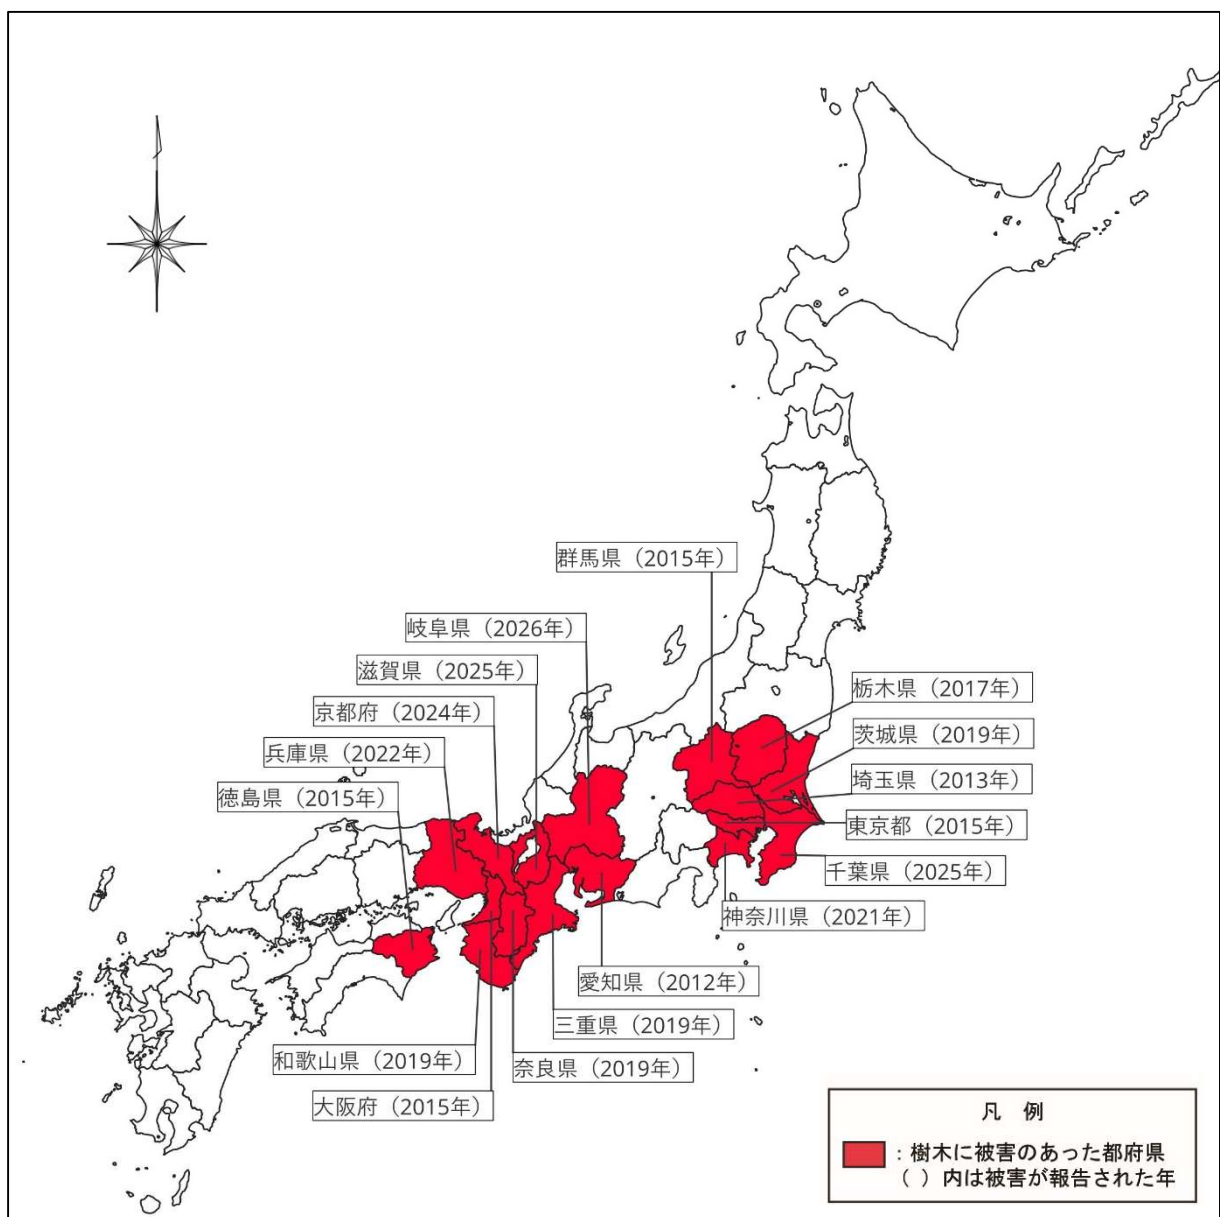 群馬県（2015年）
岐阜県（2026年）
滋賀県（2025年）
京都府（2024年）
兵庫県（2022年）
徳島県（2015年）
栃木県（2017年）
茨城県（2019年）
埼玉県（2013年）
東京都（2015年）
千葉県（2025年）
神奈川県（2021年）
愛知県（2012年）
三重県（2019年）
和歌山県（2019年）
奈良県（2019年）
大阪府（2015年）
凡 例
：樹木に被害のあった都府県
（ ）内は被害が報告された年